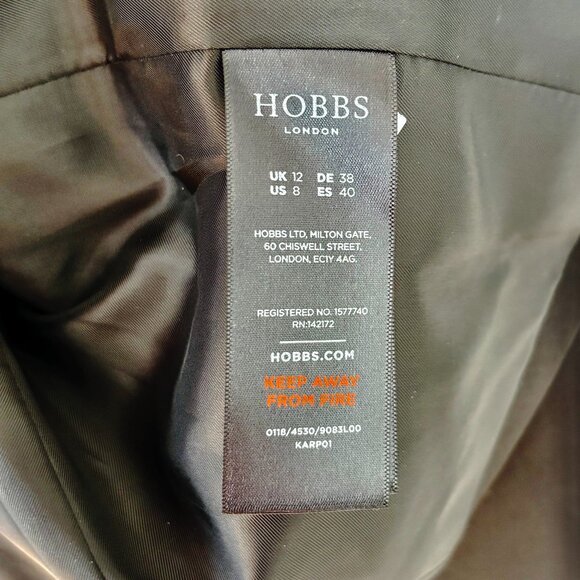 HOBBS
LONDON
UK 12 DE 38
US 8 ES 40
HOBBS LTD, MILTON GATE,
60 CHISWELL STREET,
LONDON, EC1Y 4AG.
REGISTERED NO. 1577740
RN:142172
HOBBS.COM
KEEP AWAY
FROM FIRE
0118/4530/9083L00
KARP01